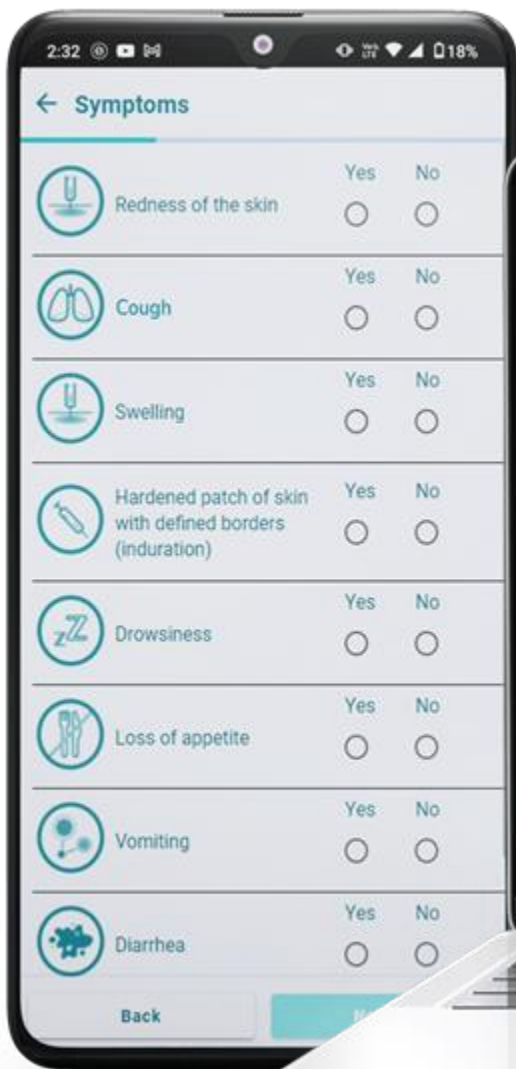 2:32 18%
← Symptoms
Yes No
Redness of the skin
Yes No
Cough
Yes No
Swelling
Yes No
Hardened patch of skin
with defined borders
(induration)
Yes No
Drowsiness
Yes No
Loss of appetite
Yes No
Vomiting
Yes No
Diarrhea
Back